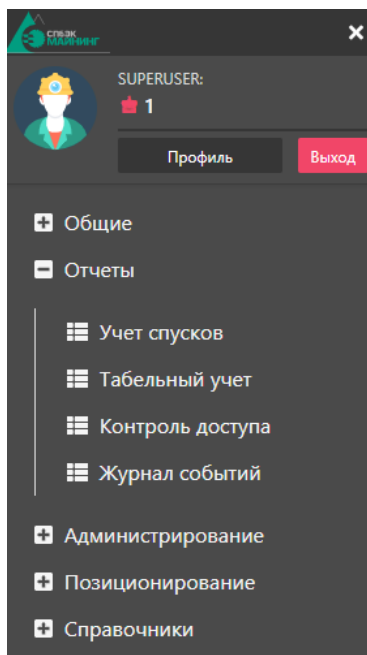 СПБЭК
МАЙНИНГ
SUPERUSER:
1
Профиль
Выход
Общие
Отчеты
Учет спусков
Табельный учет
Контроль доступа
Журнал событий
Администрирование
Позиционирование
Справочники